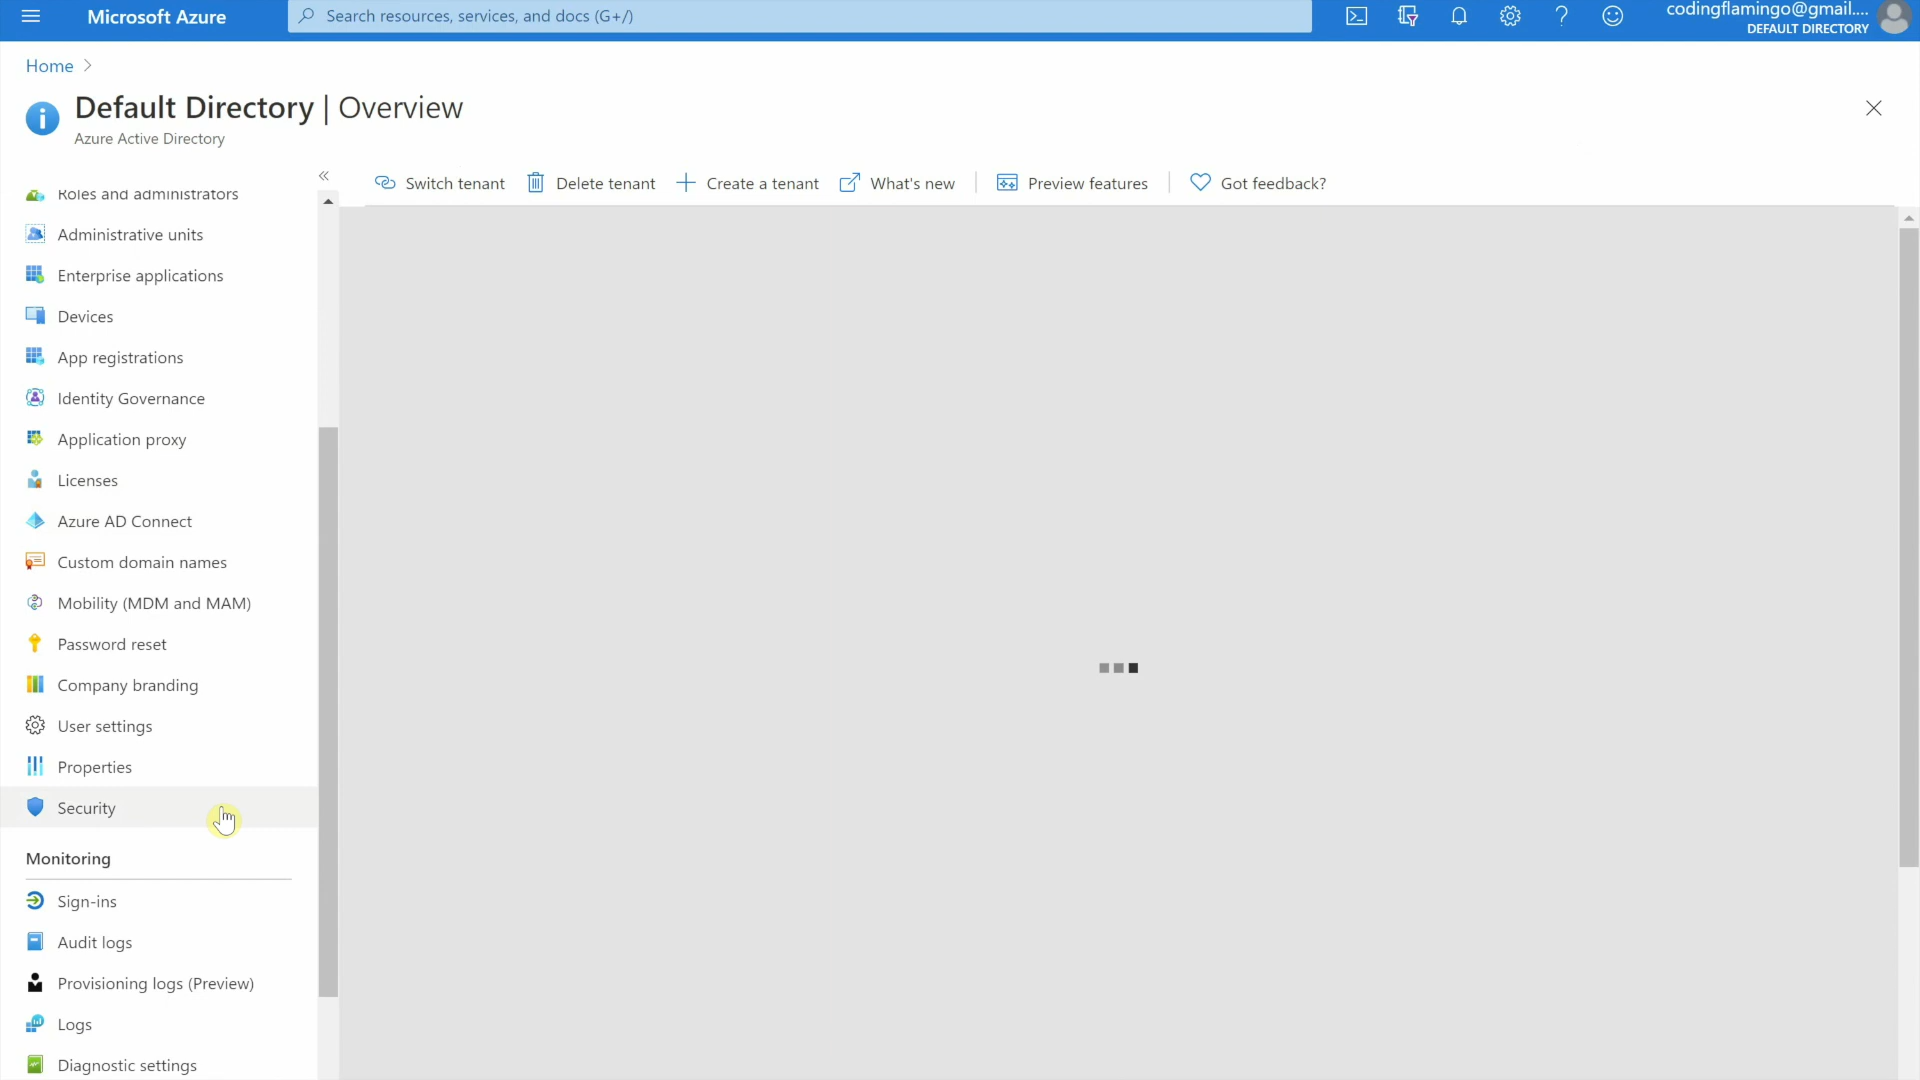 Microsoft Azure
Search resources, services, and docs (G+/)
codingflamingo@gmail....
DEFAULT DIRECTORY
Home
Default Directory | Overview
Azure Active Directory
Switch tenant
Delete tenant
Create a tenant
What's new
Preview features
Got feedback?
Roles and administrators
Administrative units
Enterprise applications
Devices
App registrations
Identity Governance
Application proxy
Licenses
Azure AD Connect
Custom domain names
Mobility (MDM and MAM)
Password reset
Company branding
User settings
Properties
Security
Monitoring
Sign-ins
Audit logs
Provisioning logs (Preview)
Logs
Diagnostic settings